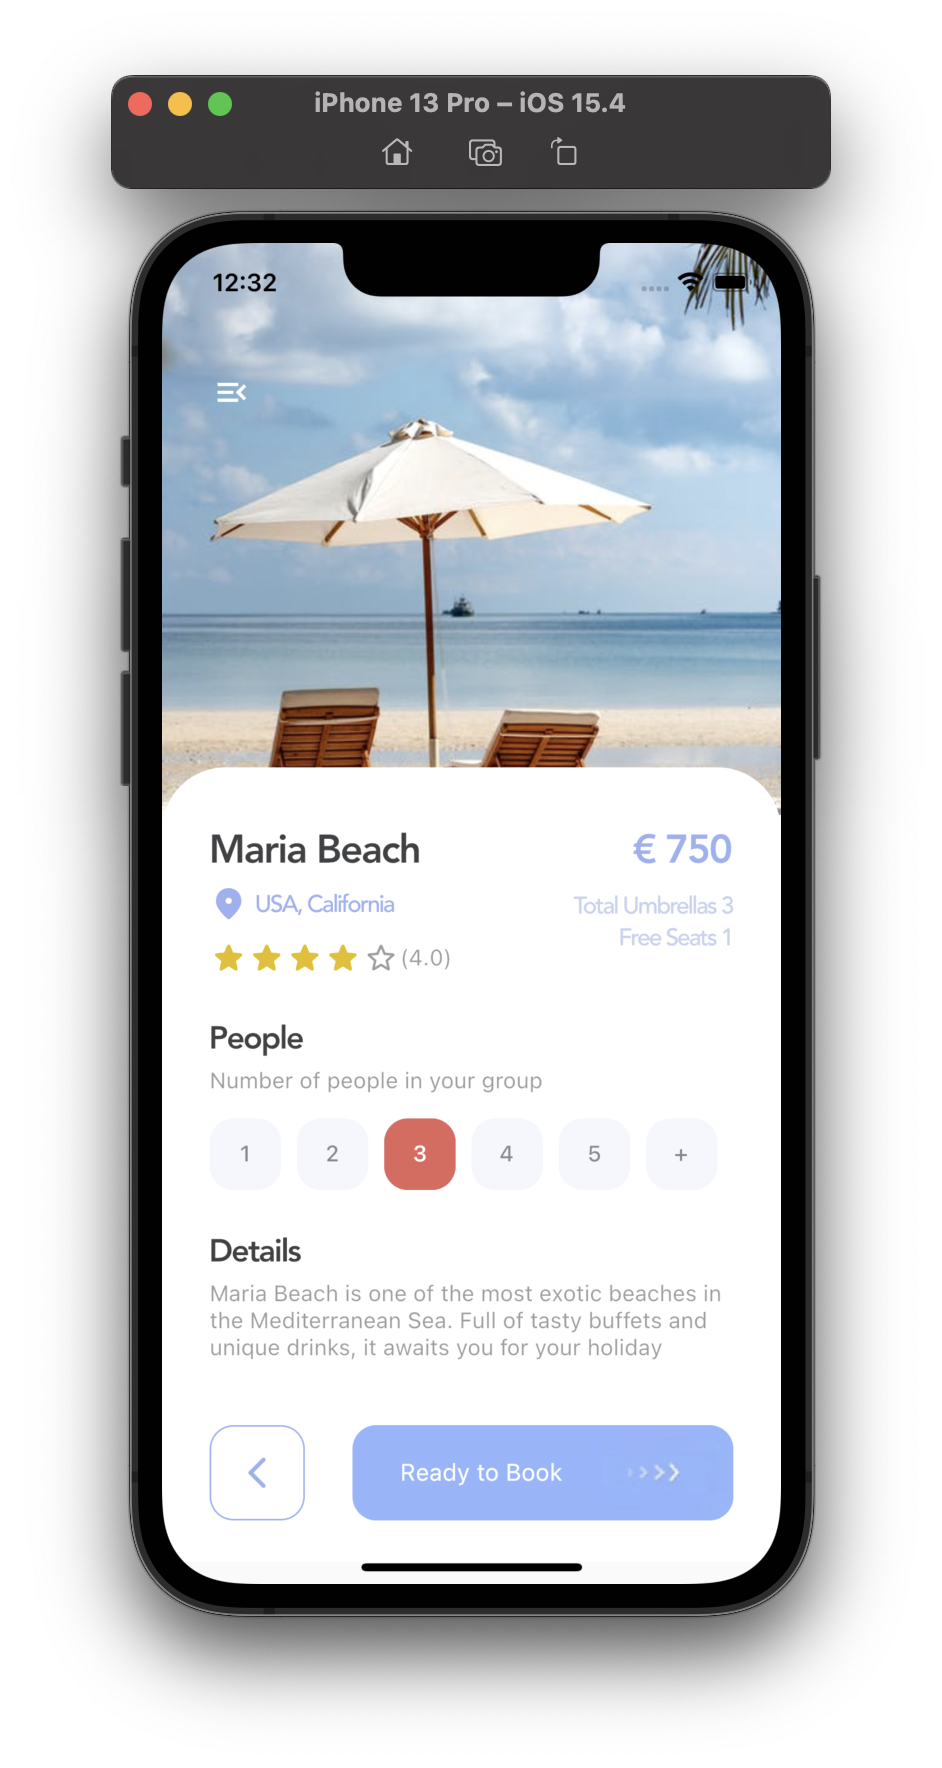 iPhone 13 Pro – iOS 15.4
12:32
Maria Beach
€ 750
USA, California
Total Umbrellas 3
Free Seats 1
(4.0)
People
Number of people in your group
1 2 3 4 5 +
Details
Maria Beach is one of the most exotic beaches in
the Mediterranean Sea. Full of tasty buffets and
unique drinks, it awaits you for your holiday
Ready to Book